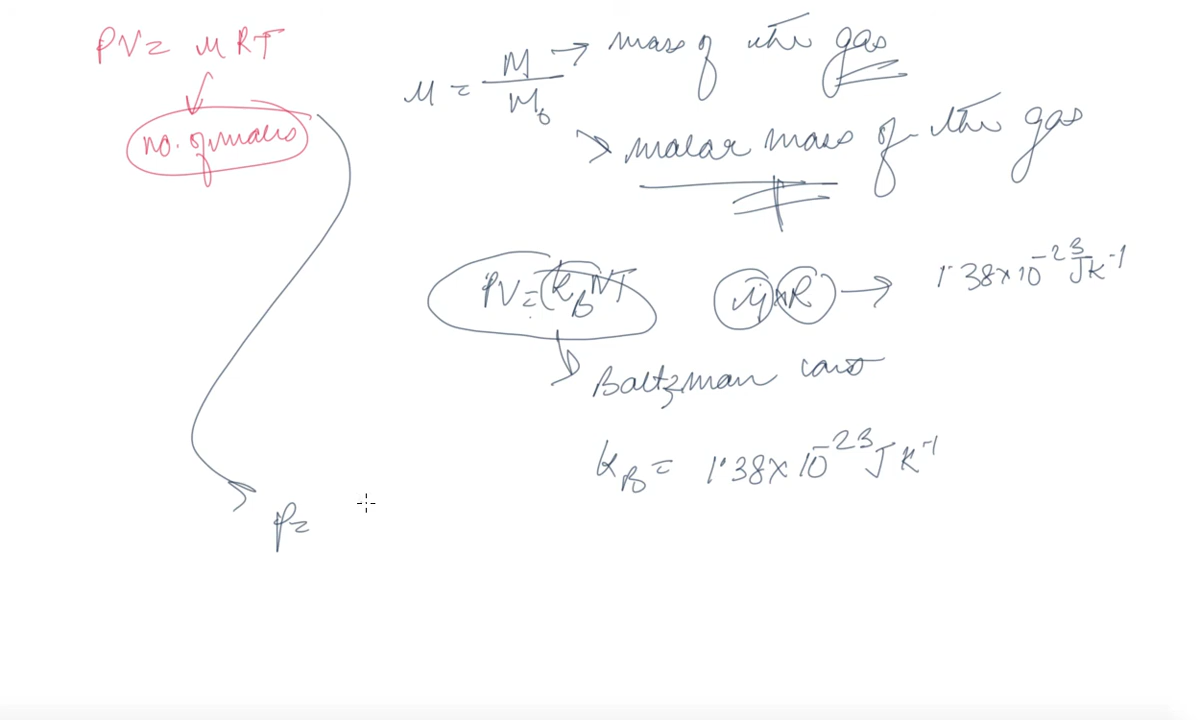 PV = μRT
no. of moles
μ = M/M₀ → mass of the gas
→ molar mass of the gas
PV = k_B NT
μ × R → 1.38×10⁻²³ JK⁻¹
Boltzman const
k_B = 1.38×10⁻²³ JK⁻¹
P =